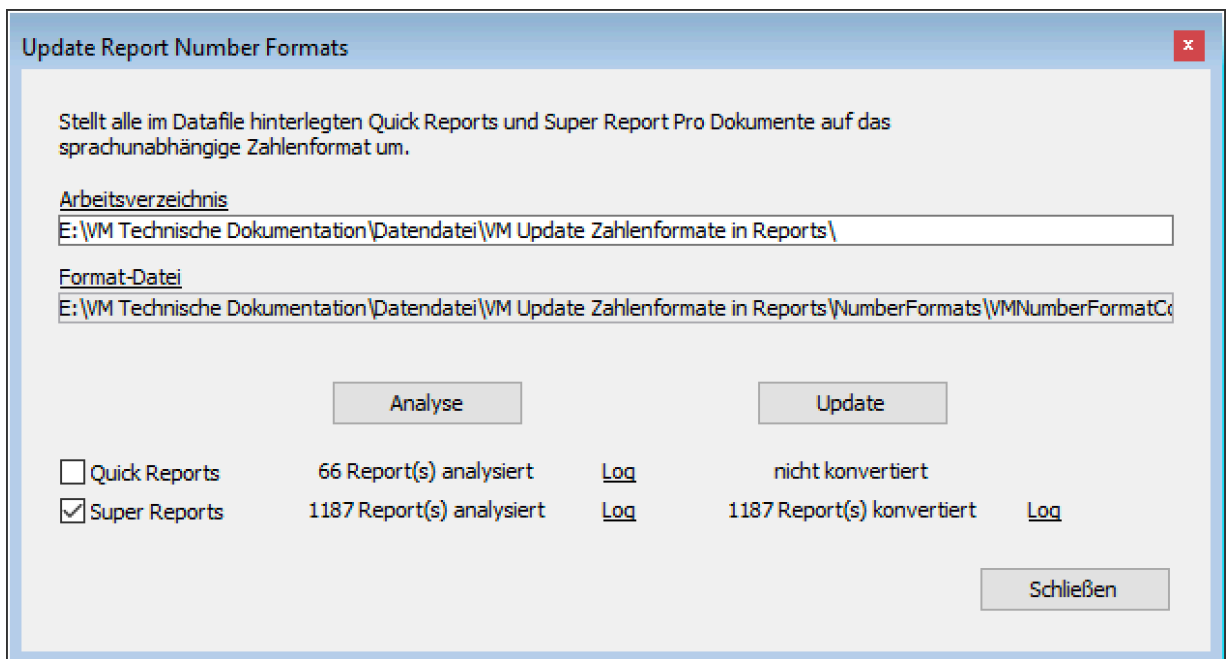 Update Report Number Formats
x
Stellt alle im Datafile hinterlegten Quick Reports und Super Report Pro Dokumente auf das
sprachunabhängige Zahlenformat um.
Arbeitsverzeichnis
E:\VM Technische Dokumentation\Datendatei\VM Update Zahlenformate in Reports\
Format-Datei
E:\VM Technische Dokumentation\Datendatei\VM Update Zahlenformate in Reports\NumberFormats\VMNumberFormatCo
Analyse Update
Quick Reports 66 Report(s) analysiert Log nicht konvertiert
Super Reports 1187 Report(s) analysiert Log 1187 Report(s) konvertiert Log
Schließen